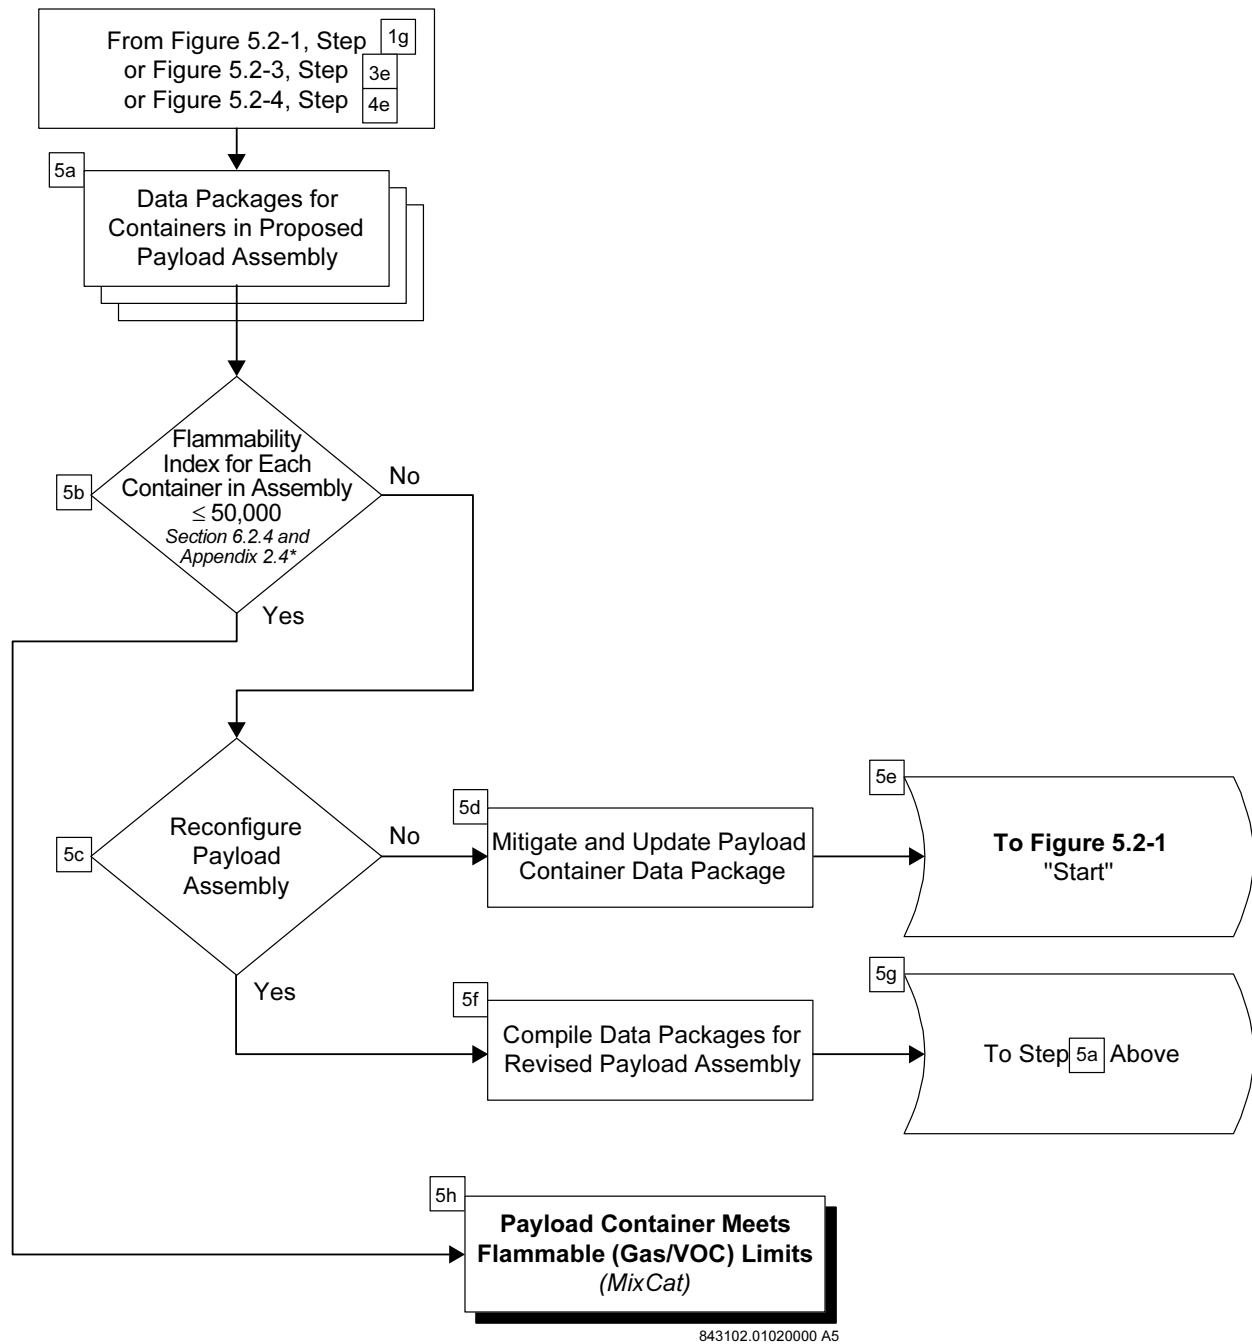 From Figure 5.2-1, Step 1g
or Figure 5.2-3, Step 3e
or Figure 5.2-4, Step 4e
5a
Data Packages for
Containers in Proposed
Payload Assembly
5b
Flammability
Index for Each
Container in Assembly
≤ 50,000
Section 6.2.4 and
Appendix 2.4*
No
Yes
5c
Reconfigure
Payload
Assembly
No
5d
Mitigate and Update Payload
Container Data Package
5e
To Figure 5.2-1
"Start"
Yes
5f
Compile Data Packages for
Revised Payload Assembly
5g
To Step 5a Above
5h
Payload Container Meets
Flammable (Gas/VOC) Limits
(MixCat)
843102.01020000 A5